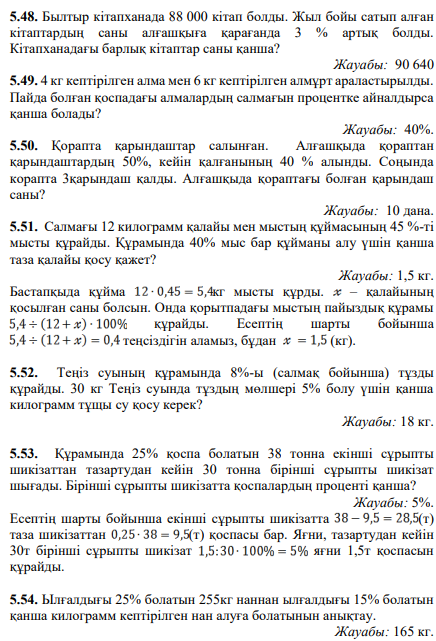 5.48. Былтыр кітапханада 88 000 кітап болды. Жыл бойы сатып алған
кітаптардың саны алғашқыға қарағанда 3 % артық болды.
Кітапханадағы барлық кітаптар саны қанша?
Жауабы: 90 640
5.49. 4 кг кептірілген алма мен 6 кг кептірілген алмұрт араластырылды.
Пайда болған қоспадағы алмалардың салмағын процентке айналдырса
қанша болады?
Жауабы: 40%.
5.50. Қорапта қарындаштар салынған. Алғашқыда қораптан
қарындаштардың 50%, кейін қалғанының 40 % алынды. Соңында
корапта 3қарындаш қалды. Алғашқыда қораптағы болған қарындаш
саны?
Жауабы: 10 дана.
5.51. Салмағы 12 килограмм қалайы мен мыстың құймасының 45 %-ті
мысты құрайды. Құрамында 40% мыс бар құйманы алу үшін қанша
таза қалайы қосу қажет?
Жауабы: 1,5 кг.
Бастапқыда құйма 12 · 0,45 = 5,4кг мысты құрды. x – қалайының
қосылған саны болсын. Онда қорытпадағы мыстың пайыздық құрамы
5,4 ÷ (12 + x) · 100% құрайды. Есептің шарты бойынша
5,4 ÷ (12 + x) = 0,4 теңсіздігін аламыз, бұдан x = 1,5 (кг).
5.52. Теңіз суының құрамында 8%-ы (салмақ бойынша) тұзды
құрайды. 30 кг Теңіз суында тұздың мөлшері 5% болу үшін қанша
килограмм тұщы су қосу керек?
Жауабы: 18 кг.
5.53. Құрамында 25% қоспа болатын 38 тонна екінші сұрыпты
шикізаттан тазартудан кейін 30 тонна бірінші сұрыпты шикізат
шығады. Бірінші сұрыпты шикізатта қоспалардың проценті қанша?
Жауабы: 5%.
Есептің шарты бойынша екінші сұрыпты шикізатта 38 − 9,5 = 28,5(т)
таза шикізаттан 0,25 · 38 = 9,5(т) қоспасы бар. Яғни, тазартудан кейін
30т бірінші сұрыпты шикізат 1,5:30 · 100% = 5% яғни 1,5т қоспасын
құрайды.
5.54. Ылғалдығы 25% болатын 255кг наннан ылғалдығы 15% болатын
қанша килограмм кептірілген нан алуға болатынын анықтау.
Жауабы: 165 кг.